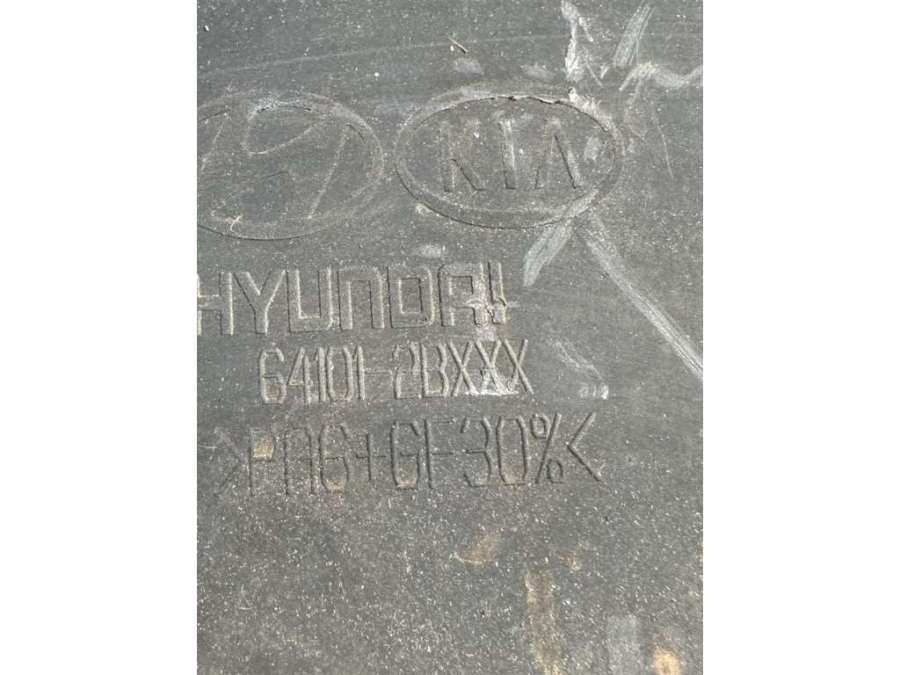 KIA
HYUNDAI
64101-2BXXX
>PA6+GF30%<